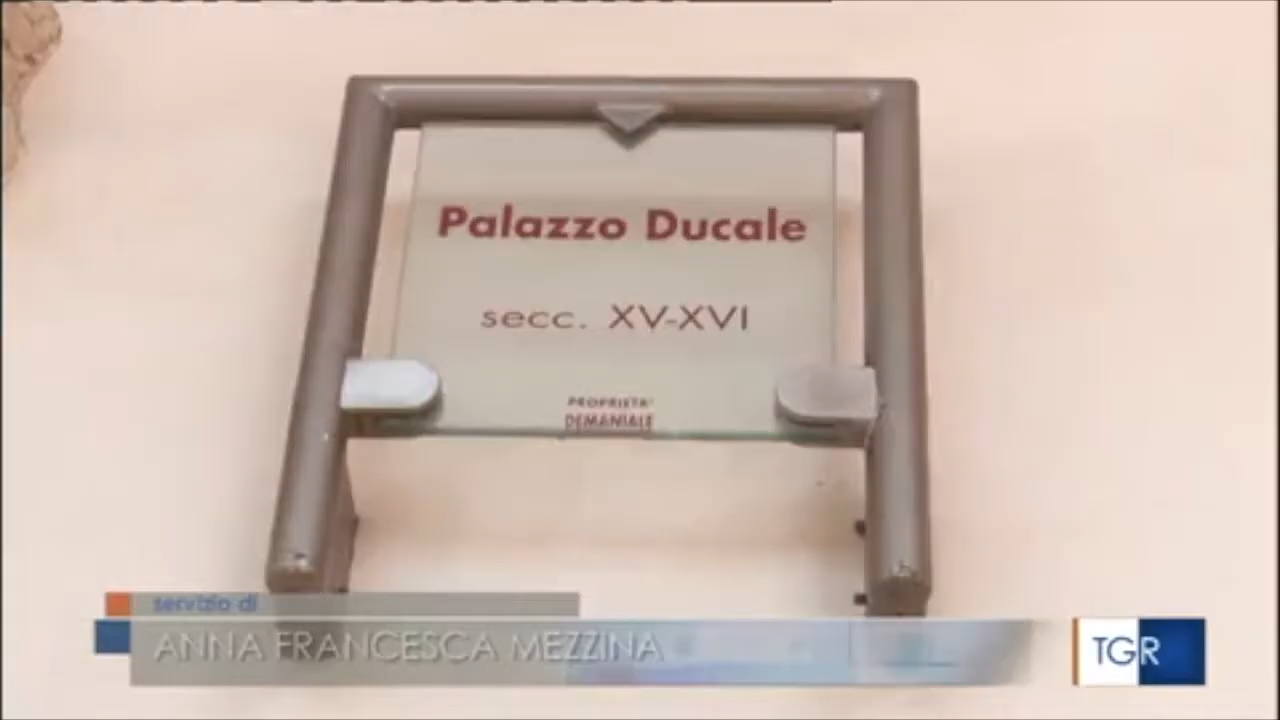 Palazzo Ducale
secc. XV-XVI
PROPRIETA'
DEMANIALE
servizio di
ANNA FRANCESCA MEZZINA
TGR